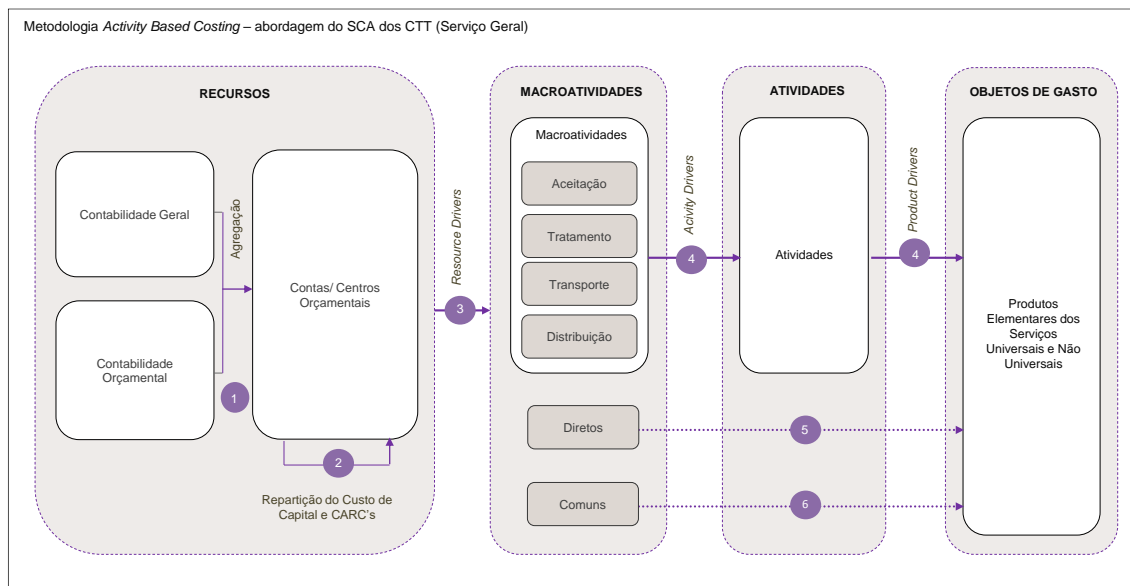 Metodologia Activity Based Costing – abordagem do SCA dos CTT (Serviço Geral)
RECURSOS
Contabilidade Geral
Contabilidade
Orçamental
Agregação
1
Contas/ Centros
Orçamentais
2
Repartição do Custo de
Capital e CARC's
Resource Drivers
3
MACROATIVIDADES
Macroatividades
Aceitação
Tratamento
Transporte
Distribuição
Diretos
Comuns
Acivity Drivers
4
ATIVIDADES
Atividades
5
6
Product Drivers
4
OBJETOS DE GASTO
Produtos
Elementares dos
Serviços
Universais e Não
Universais